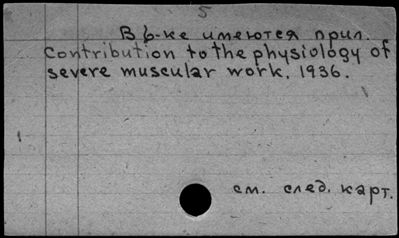 5
В б-ке имеются прил.
Contribution to the physiology of
severe muscular work. 1936.
см. след. карт.